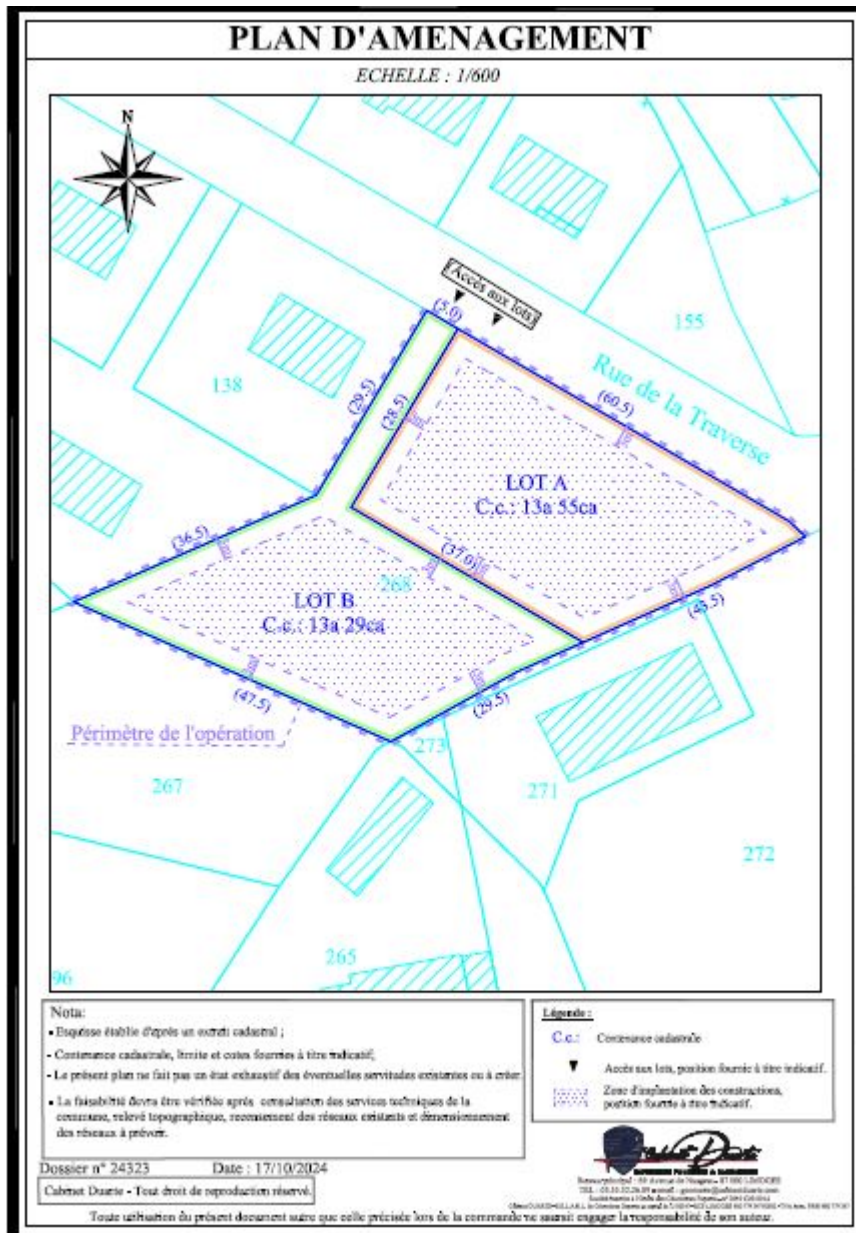 PLAN D'AMENAGEMENT
ECHELLE : 1/600
N
(Accès aux lots)
(5.0)
155
Rue de la Traverse
138
(29.5)
(28.5)
(60.5)
LOT A
C.c.: 13a 55ca
(36.5)
(37.0)
268
LOT B
C.c.: 13a 29ca
(47.5)
(29.5)
Périmètre de l'opération
273
267
271
272
265
96
Nota:
- Esquisse établie d'après un extrait cadastral ;
- Contenance cadastrale, limite et cotes fournies à titre indicatif;
- Le présent plan ne fait pas un état exhaustif des éventuelles servitudes existantes ou à créer.
- La faisabilité devra être vérifiée après consultation des services techniques de la
commune, relevé topographique, recensement des réseaux existants et dimensionnement
des réseaux à prévoir.
Légende :
C.c.: Contenance cadastrale
Accès aux lots, position fournie à titre indicatif.
Zone d'implantation des constructions,
position fournie à titre indicatif.
Dossier n° 24323 Date : 17/10/2024
Cabinet Duarte - Tout droit de reproduction réservé.
Toute utilisation du présent document autre que celle précisée lors de la commande ne saurait engager la responsabilité de son auteur.